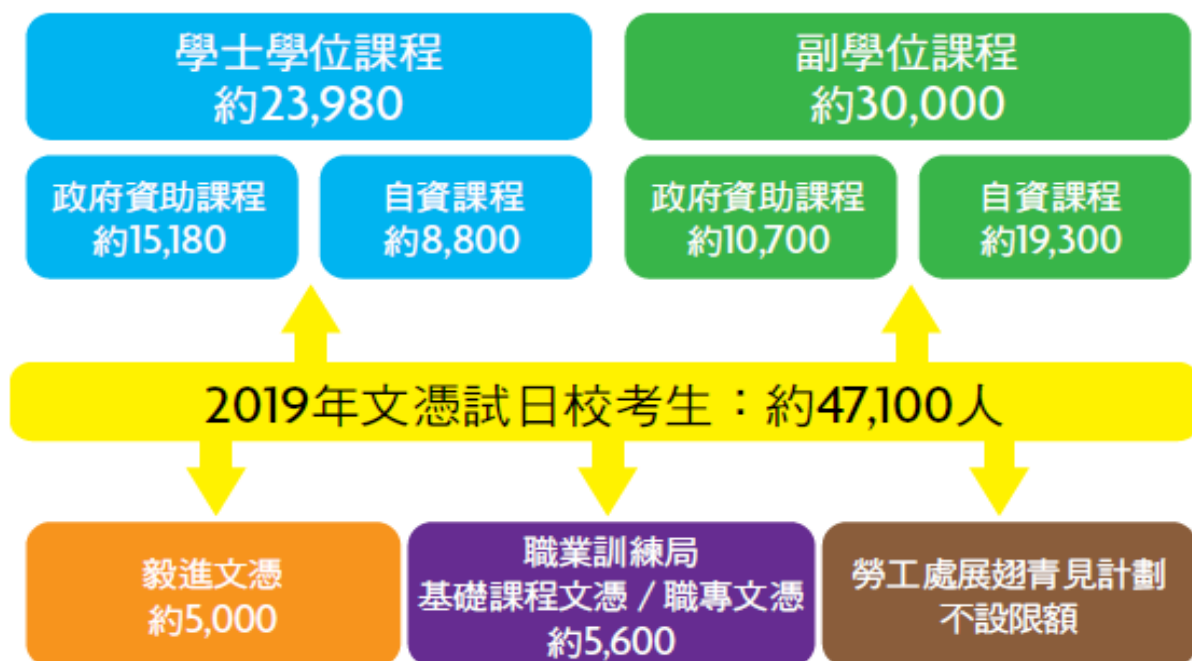 學士學位課程
約23,980
副學位課程
約30,000
政府資助課程
約15,180
自資課程
約8,800
政府資助課程
約10,700
自資課程
約19,300
2019年文憑試日校考生：約47,100人
毅進文憑
約5,000
職業訓練局
基礎課程文憑 / 職專文憑
約5,600
勞工處展翅青見計劃
不設限額